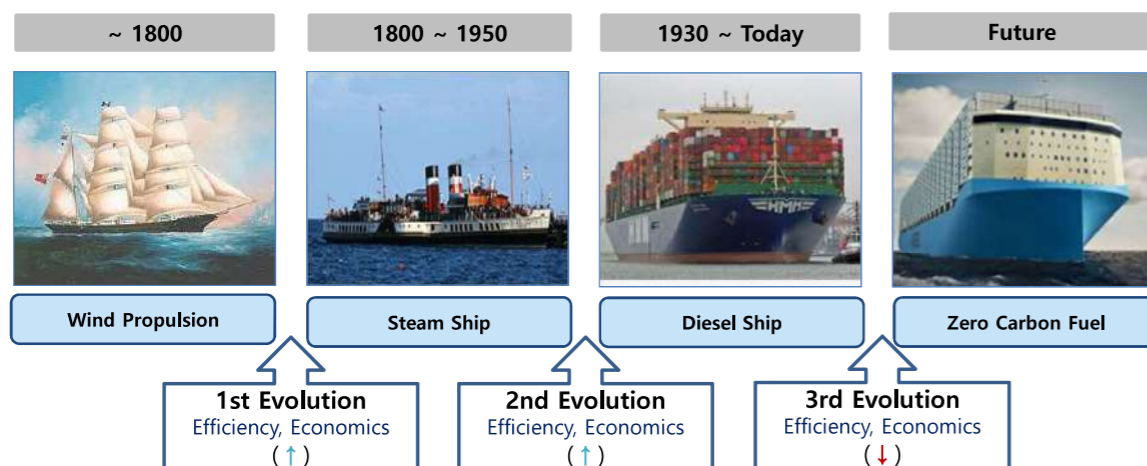 ~ 1800
1800 ~ 1950
1930 ~ Today
Future
HMM
Wind Propulsion
Steam Ship
Diesel Ship
Zero Carbon Fuel
1st Evolution
Efficiency, Economics
(↑)
2nd Evolution
Efficiency, Economics
(↑)
3rd Evolution
Efficiency, Economics
(↓)